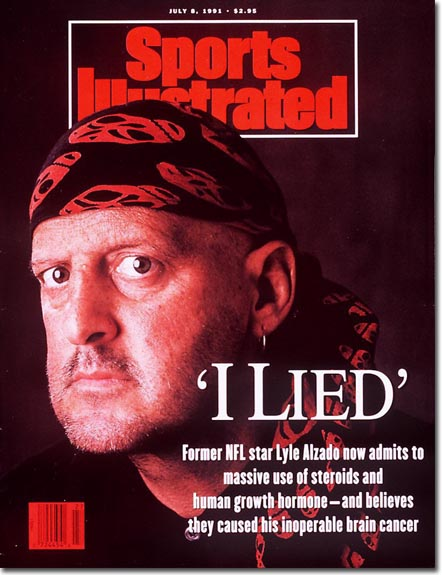 JULY 8, 1991 • $2.95
Sports
Illustrated
'I LIED'
Former NFL star Lyle Alzado now admits to
massive use of steroids and
human growth hormone—and believes
they caused his inoperable brain cancer